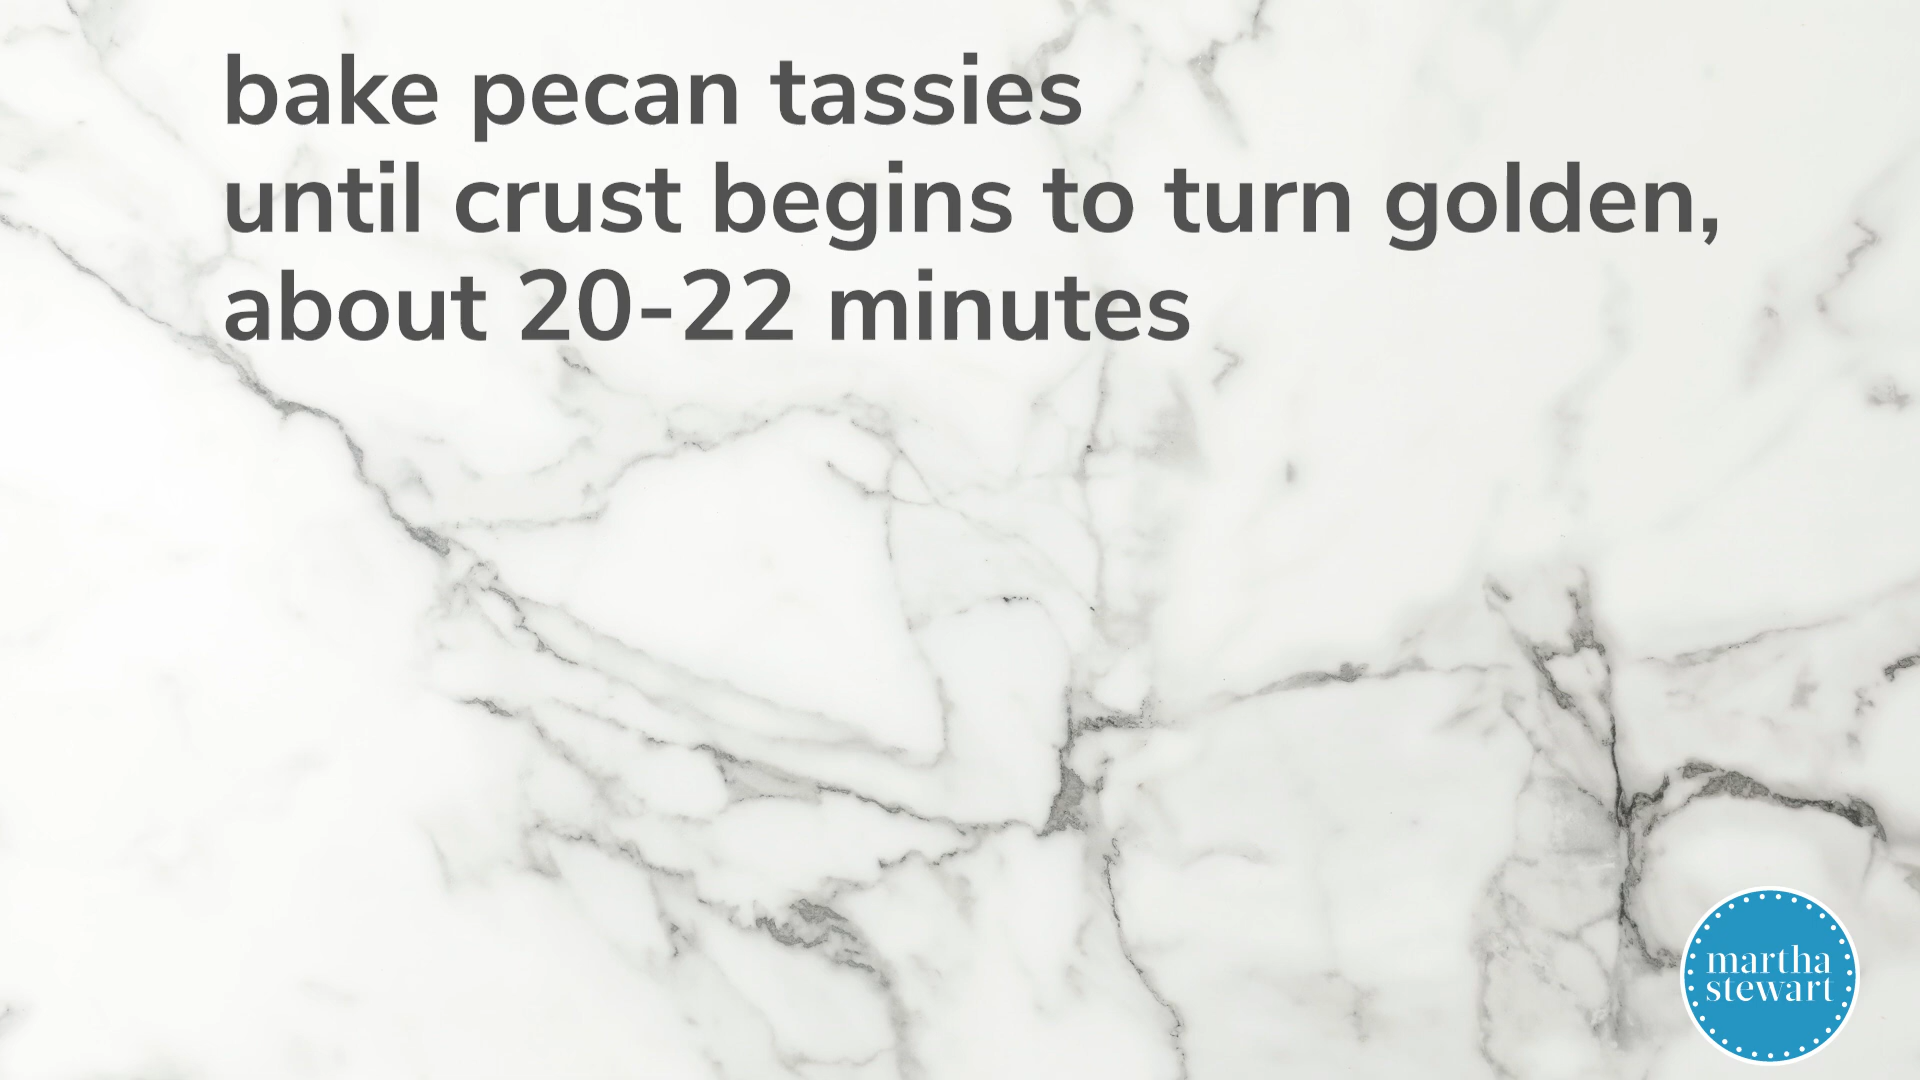 bake pecan tassies
until crust begins to turn golden,
about 20-22 minutes
martha
stewart